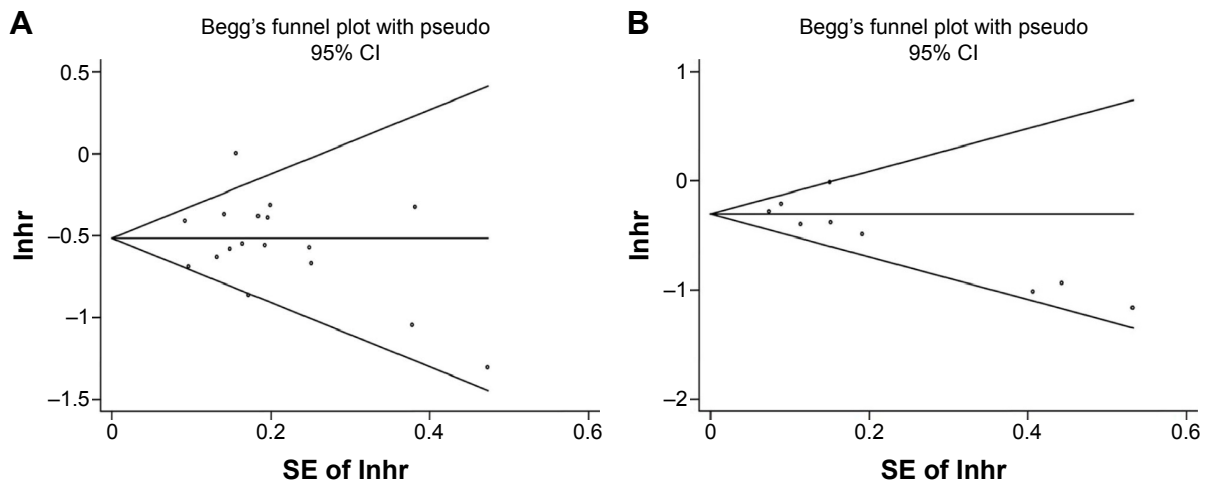 A
Begg's funnel plot with pseudo
95% CI
0.5
0
–0.5
–1
–1.5
lnhr
0
0.2
0.4
0.6
SE of lnhr
B
Begg's funnel plot with pseudo
95% CI
1
0
–1
–2
lnhr
0
0.2
0.4
0.6
SE of lnhr